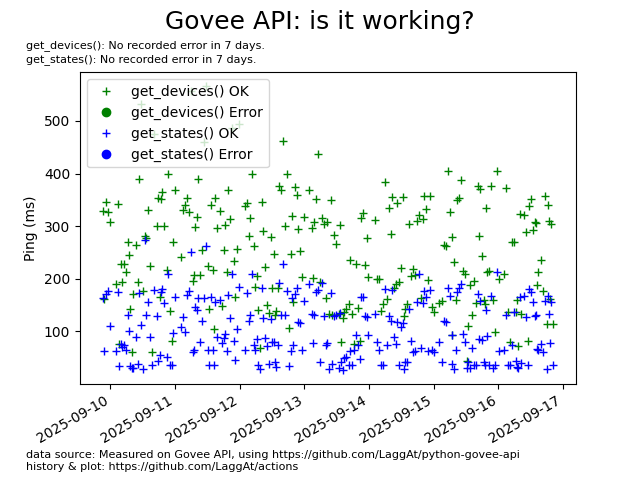 Govee API: is it working?
get_devices(): No recorded error in 7 days.
get_states(): No recorded error in 7 days.
get_devices() OK
get_devices() Error
get_states() OK
get_states() Error
Ping (ms)
500
400
300
200
100
2025-09-10
2025-09-11
2025-09-12
2025-09-13
2025-09-14
2025-09-15
2025-09-16
2025-09-17
data source: Measured on Govee API, using https://github.com/LaggAt/python-govee-api
history & plot: https://github.com/LaggAt/actions